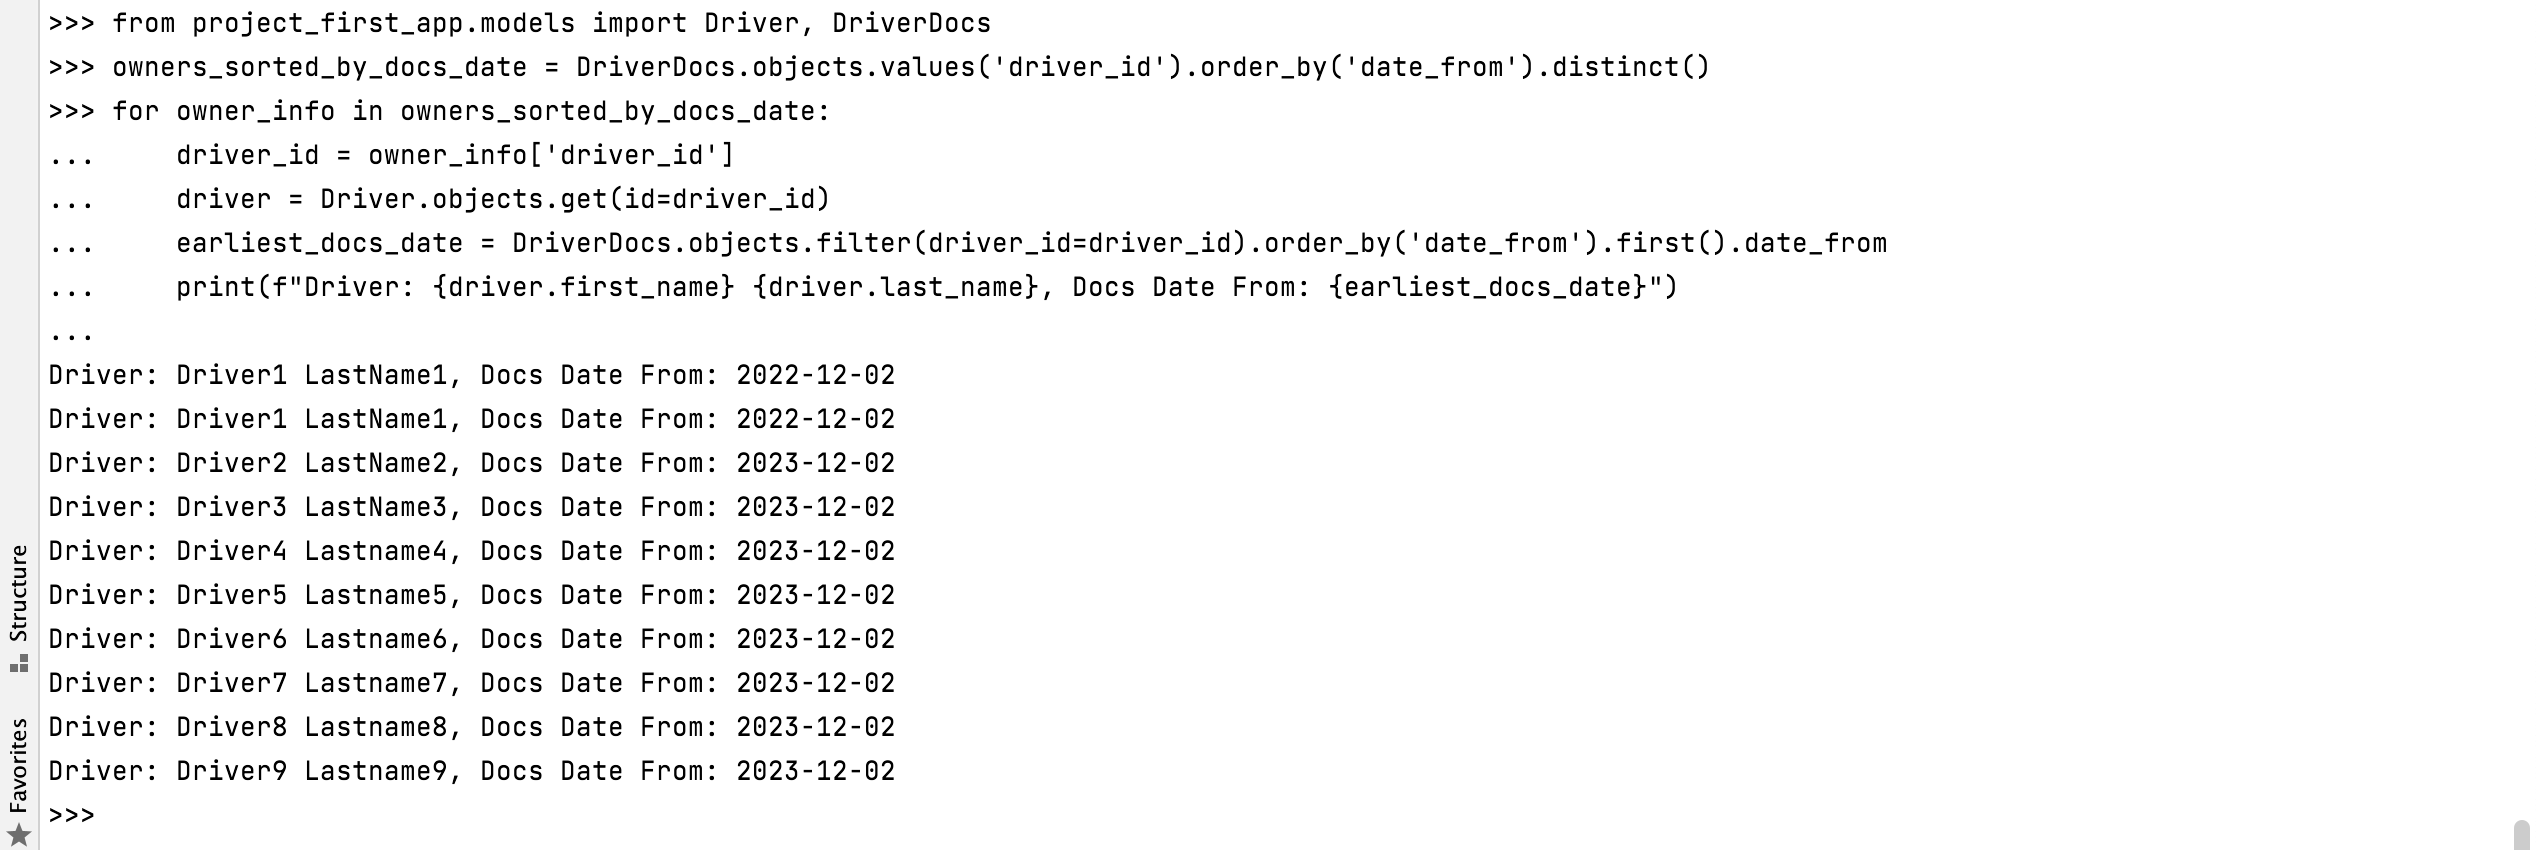 >>> from project_first_app.models import Driver, DriverDocs
>>> owners_sorted_by_docs_date = DriverDocs.objects.values('driver_id').order_by('date_from').distinct()
>>> for owner_info in owners_sorted_by_docs_date:
...     driver_id = owner_info['driver_id']
...     driver = Driver.objects.get(id=driver_id)
...     earliest_docs_date = DriverDocs.objects.filter(driver_id=driver_id).order_by('date_from').first().date_from
...     print(f"Driver: {driver.first_name} {driver.last_name}, Docs Date From: {earliest_docs_date}")
...
Driver: Driver1 LastName1, Docs Date From: 2022-12-02
Driver: Driver1 LastName1, Docs Date From: 2022-12-02
Driver: Driver2 LastName2, Docs Date From: 2023-12-02
Driver: Driver3 LastName3, Docs Date From: 2023-12-02
Driver: Driver4 Lastname4, Docs Date From: 2023-12-02
Driver: Driver5 Lastname5, Docs Date From: 2023-12-02
Driver: Driver6 Lastname6, Docs Date From: 2023-12-02
Driver: Driver7 Lastname7, Docs Date From: 2023-12-02
Driver: Driver8 Lastname8, Docs Date From: 2023-12-02
Driver: Driver9 Lastname9, Docs Date From: 2023-12-02
>>>
Structure
Favorites